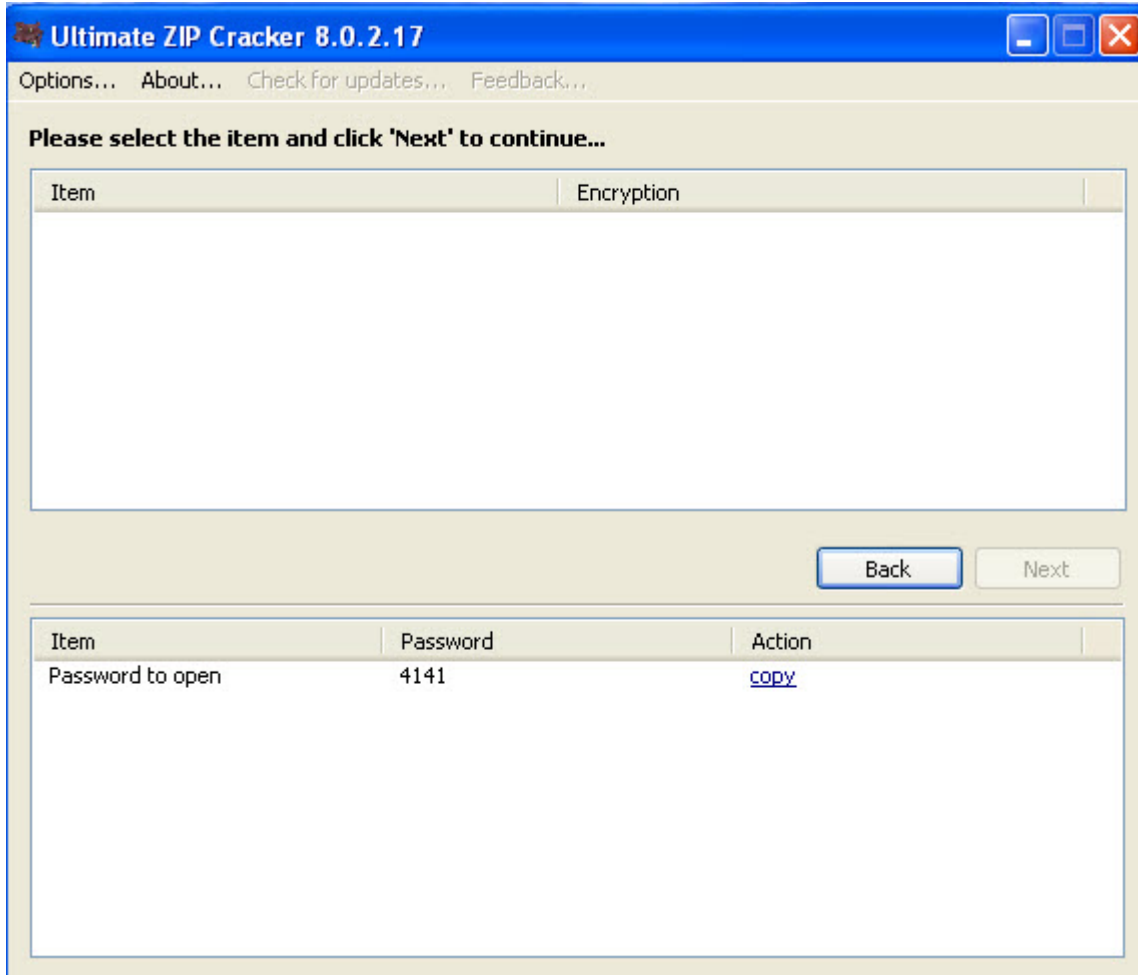 Ultimate ZIP Cracker 8.0.2.17
Options... About... Check for updates... Feedback...
Please select the item and click 'Next' to continue...
Item Encryption
Back Next
Item Password Action
Password to open 4141 copy